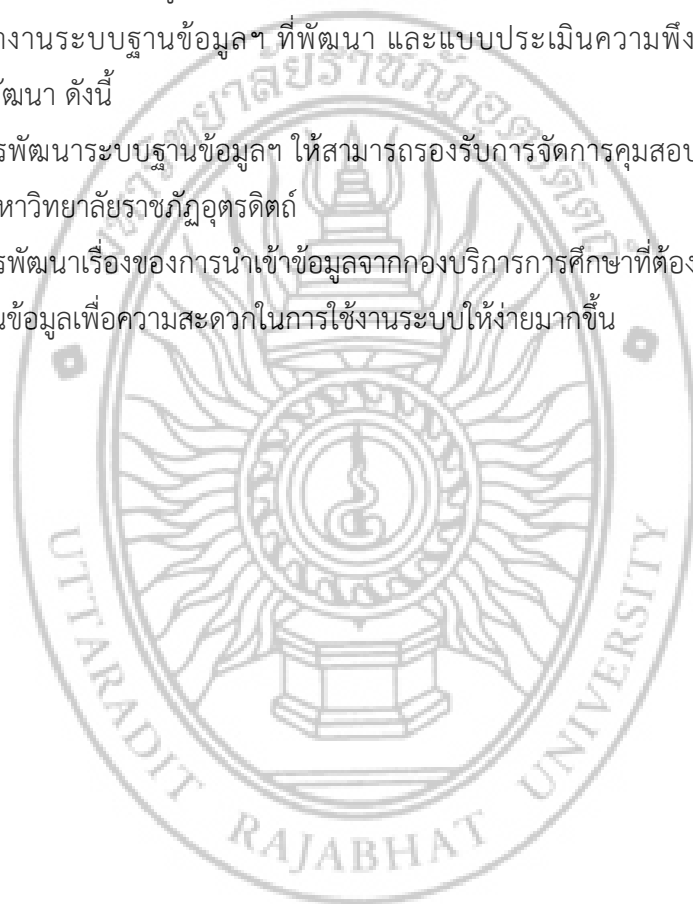 างานระบบฐานข้อมูลฯ ที่พัฒนา และแบบประเมินความพึง
พัฒนา ดังนี้
รพัฒนาระบบฐานข้อมูลฯ ให้สามารถรองรับการจัดการคุมสอบ
หาวิทยาลัยราชภัฏอุตรดิตถ์
รพัฒนาเรื่องของการนำเข้าข้อมูลจากกองบริการการศึกษาที่ต้อง
นข้อมูลเพื่อความสะดวกในการใช้งานระบบให้ง่ายมากขึ้น
UTTARADIT RAJABHAT UNIVERSITY